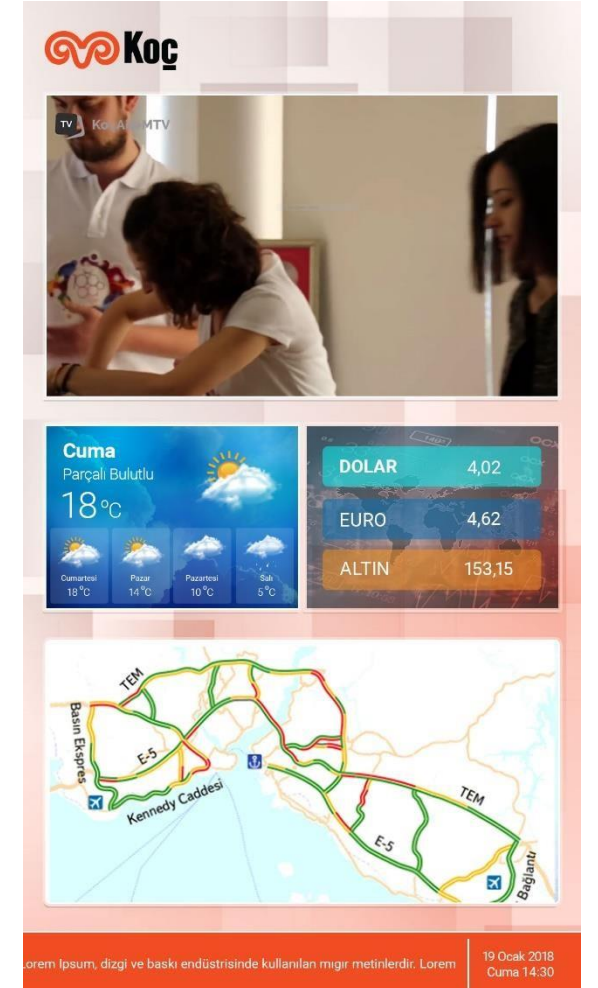 Koç
TV
Cuma
Parçalı Bulutlu
18 °C
Cumartesi
18°C
Pazar
14°C
Pazartesi
10°C
Salı
5°C
DOLAR 4,02
EURO 4,62
ALTIN 153,15
TEM
Basın Ekspres
E-5
Kennedy Caddesi
TEM
E-5
Bağlantı
orem Ipsum, dizgi ve baskı endüstrisinde kullanılan mıgır metinlerdir. Lorem
19 Ocak 2018
Cuma 14:30